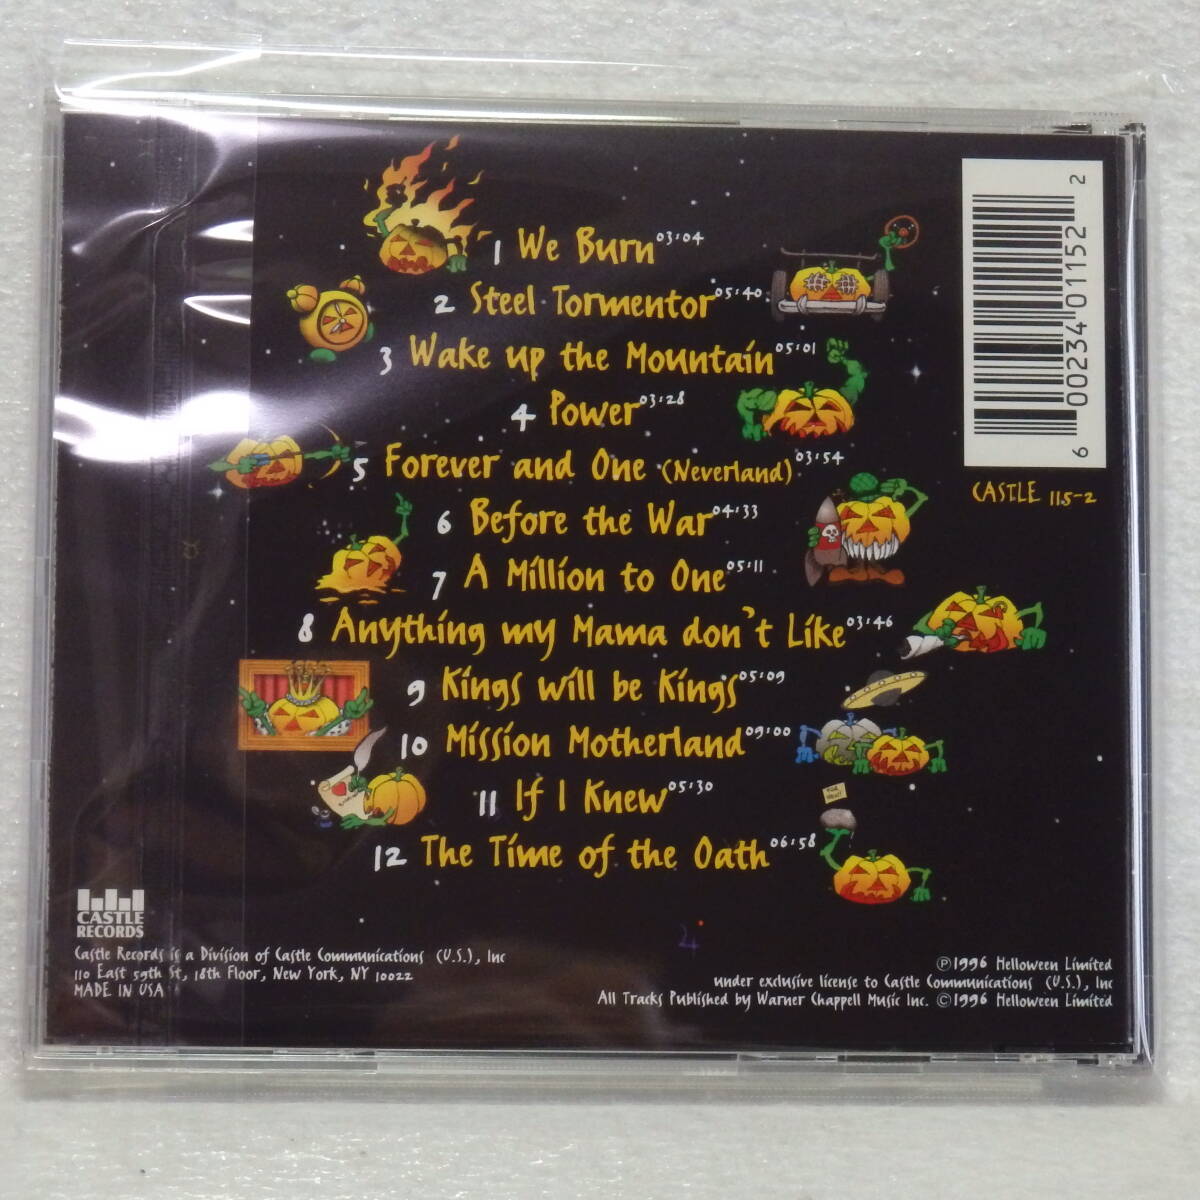 1 We Burn 03:04
2 Steel Tormentor 05:40
3 Wake up the Mountain 05:01
4 Power 03:28
5 Forever and One (Neverland) 03:54
6 Before the War 04:33
7 A Million to One 05:11
8 Anything my Mama don't Like 03:46
9 Kings will be Kings 05:09
10 Mission Motherland 09:00
11 If I Knew 05:30
12 The Time of the Oath 06:58
6 00234 01152 2
CASTLE 115-2
CASTLE
RECORDS
Castle Records is a Division of Castle Communications (U.S.), Inc
110 East 59th St, 18th Floor, New York, NY 10022
MADE IN USA
℗1996 Helloween Limited
under exclusive license to Castle Communications (U.S.), Inc
All Tracks Published by Warner Chappell Music Inc. ©1996 Helloween Limited